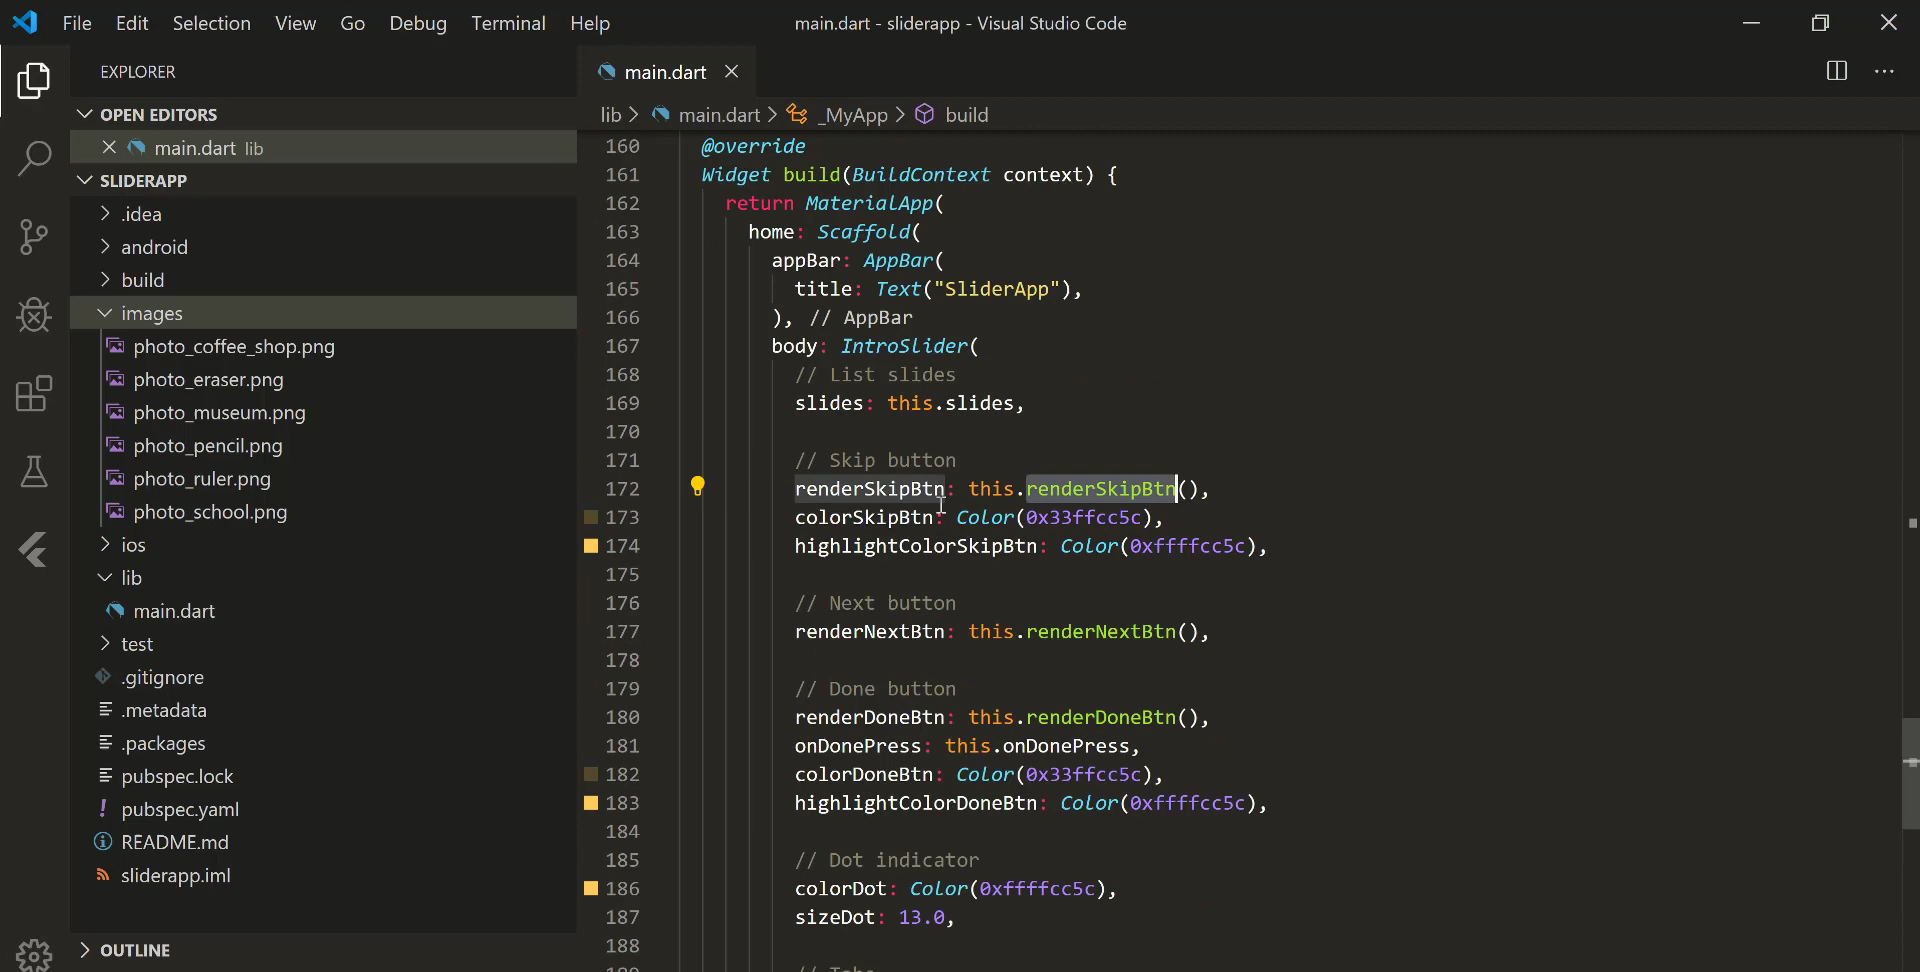 File Edit Selection View Go Debug Terminal Help main.dart - sliderapp - Visual Studio Code
EXPLORER
OPEN EDITORS
main.dart lib
SLIDERAPP
.idea
android
build
images
photo_coffee_shop.png
photo_eraser.png
photo_museum.png
photo_pencil.png
photo_ruler.png
photo_school.png
ios
lib
main.dart
test
.gitignore
.metadata
.packages
pubspec.lock
pubspec.yaml
README.md
sliderapp.iml
OUTLINE
main.dart
lib > main.dart > _MyApp > build
160 @override
161 Widget build(BuildContext context) {
162 return MaterialApp(
163 home: Scaffold(
164 appBar: AppBar(
165 title: Text("SliderApp"),
166 ), // AppBar
167 body: IntroSlider(
168 // List slides
169 slides: this.slides,
170
171 // Skip button
172 renderSkipBtn: this.renderSkipBtn(),
173 colorSkipBtn: Color(0x33ffcc5c),
174 highlightColorSkipBtn: Color(0xffffcc5c),
175
176 // Next button
177 renderNextBtn: this.renderNextBtn(),
178
179 // Done button
180 renderDoneBtn: this.renderDoneBtn(),
181 onDonePress: this.onDonePress,
182 colorDoneBtn: Color(0x33ffcc5c),
183 highlightColorDoneBtn: Color(0xffffcc5c),
184
185 // Dot indicator
186 colorDot: Color(0xffffcc5c),
187 sizeDot: 13.0,
188